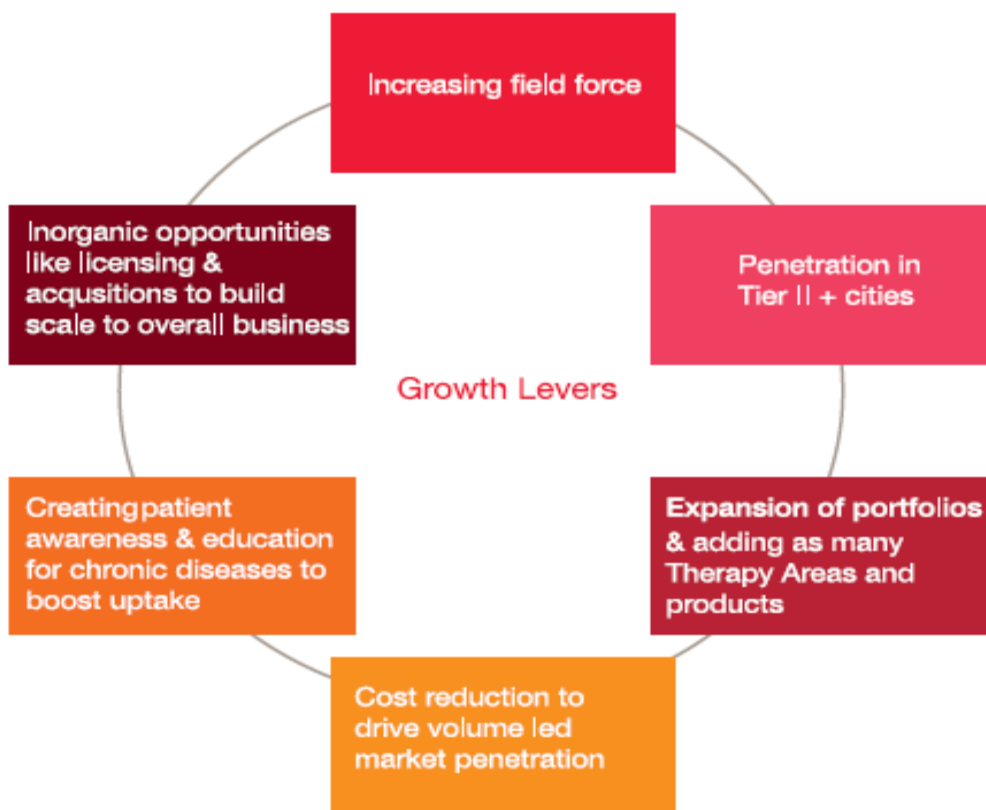 Increasing field force
Penetration in
Tier II + cities
Expansion of portfolios
& adding as many
Therapy Areas and
products
Cost reduction to
drive volume led
market penetration
Creating patient
awareness & education
for chronic diseases to
boost uptake
Inorganic opportunities
like licensing &
acqusitions to build
scale to overall business
Growth Levers